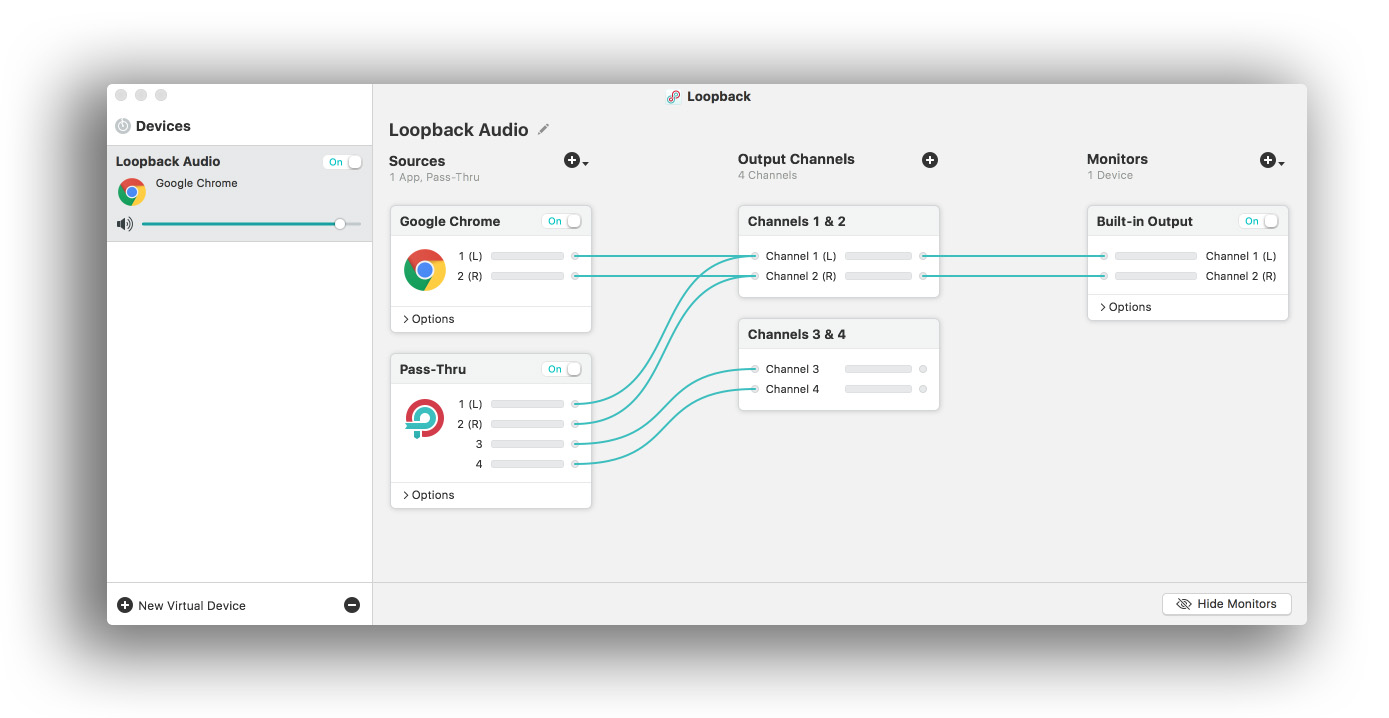 Loopback
Devices
Loopback Audio
On
Google Chrome
New Virtual Device
Loopback Audio
Sources
1 App, Pass-Thru
Google Chrome
On
1 (L)
2 (R)
Options
Pass-Thru
On
1 (L)
2 (R)
3
4
Options
Output Channels
4 Channels
Channels 1 & 2
Channel 1 (L)
Channel 2 (R)
Channels 3 & 4
Channel 3
Channel 4
Monitors
1 Device
Built-in Output
On
Channel 1 (L)
Channel 2 (R)
Options
Hide Monitors